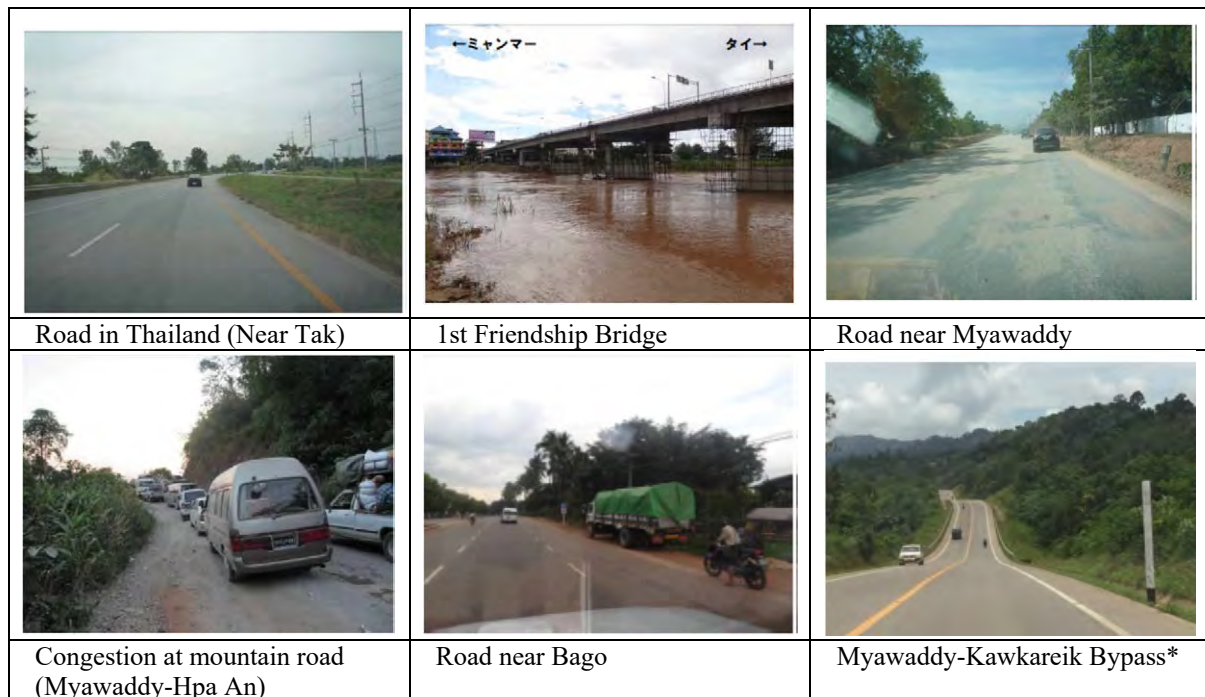 ←ミャンマー タイ→
Road in Thailand (Near Tak)
1st Friendship Bridge
Road near Myawaddy
Congestion at mountain road
(Myawaddy-Hpa An)
Road near Bago
Myawaddy-Kawkareik Bypass*